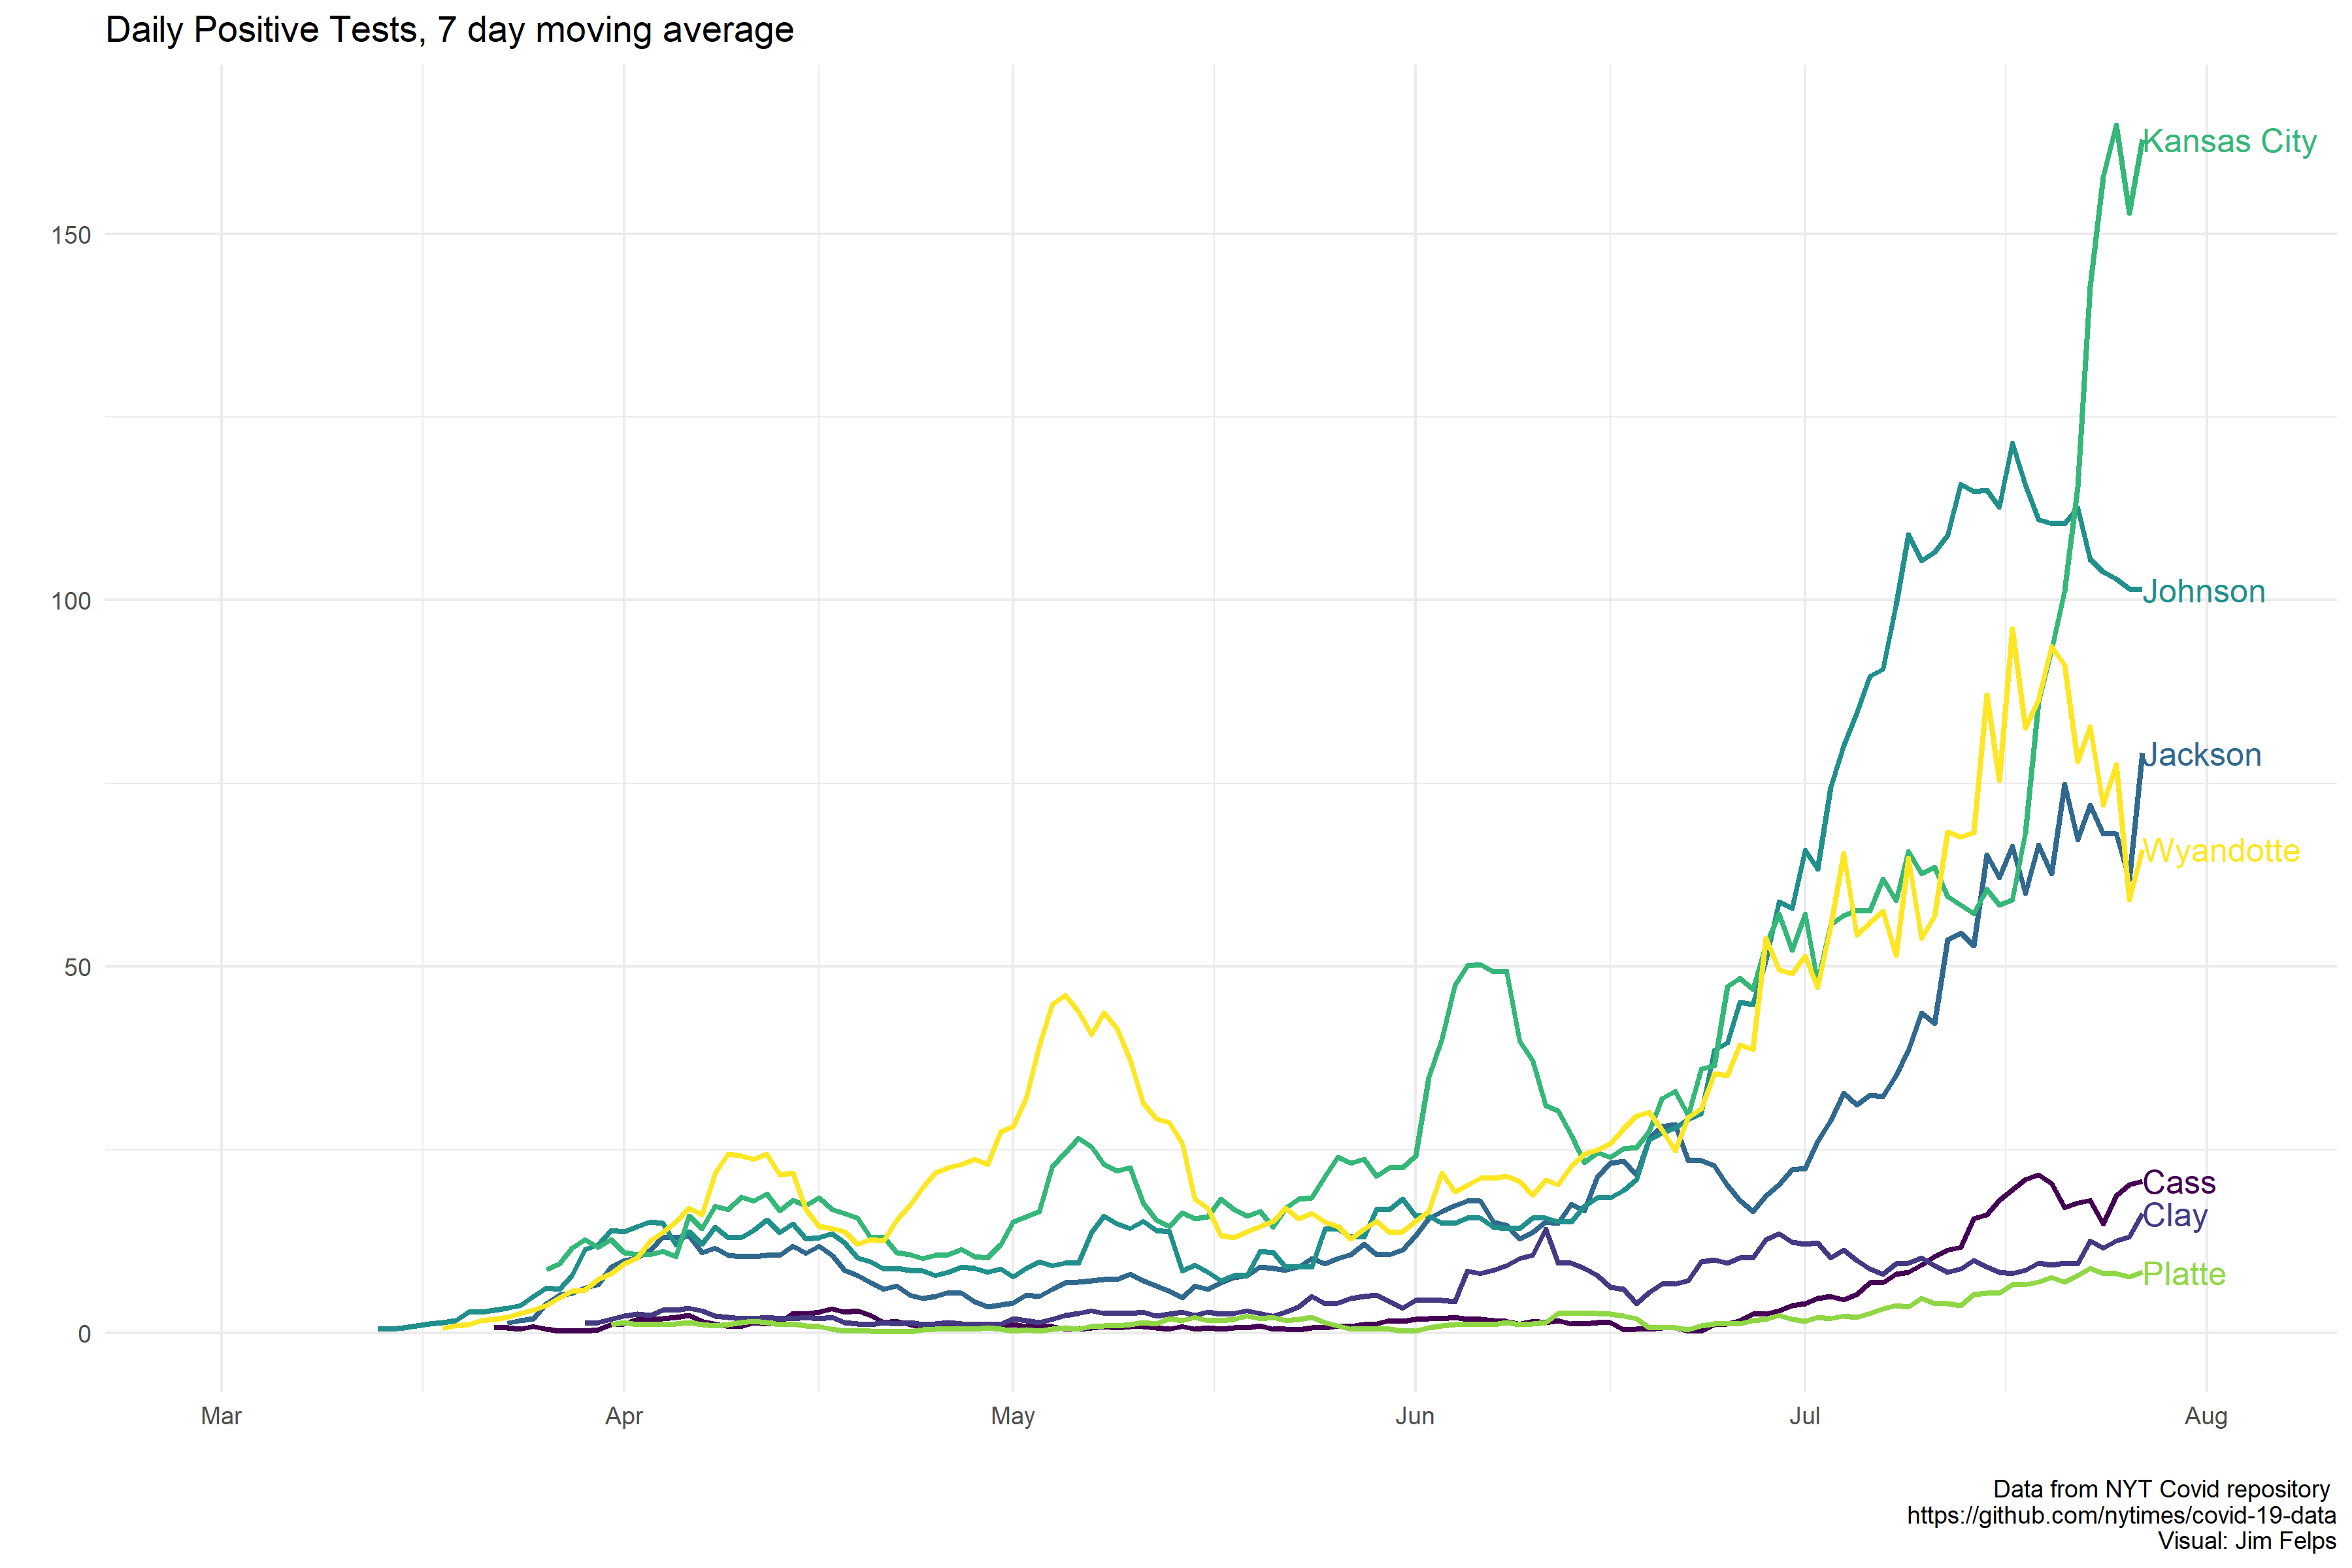 Daily Positive Tests, 7 day moving average
Kansas City
150
Johnson
100
Jackson
Wyandotte
50
Cass
Clay
Platte
0
Mar Apr May Jun Jul Aug
Data from NYT Covid repository
https://github.com/nytimes/covid-19-data
Visual: Jim Felps